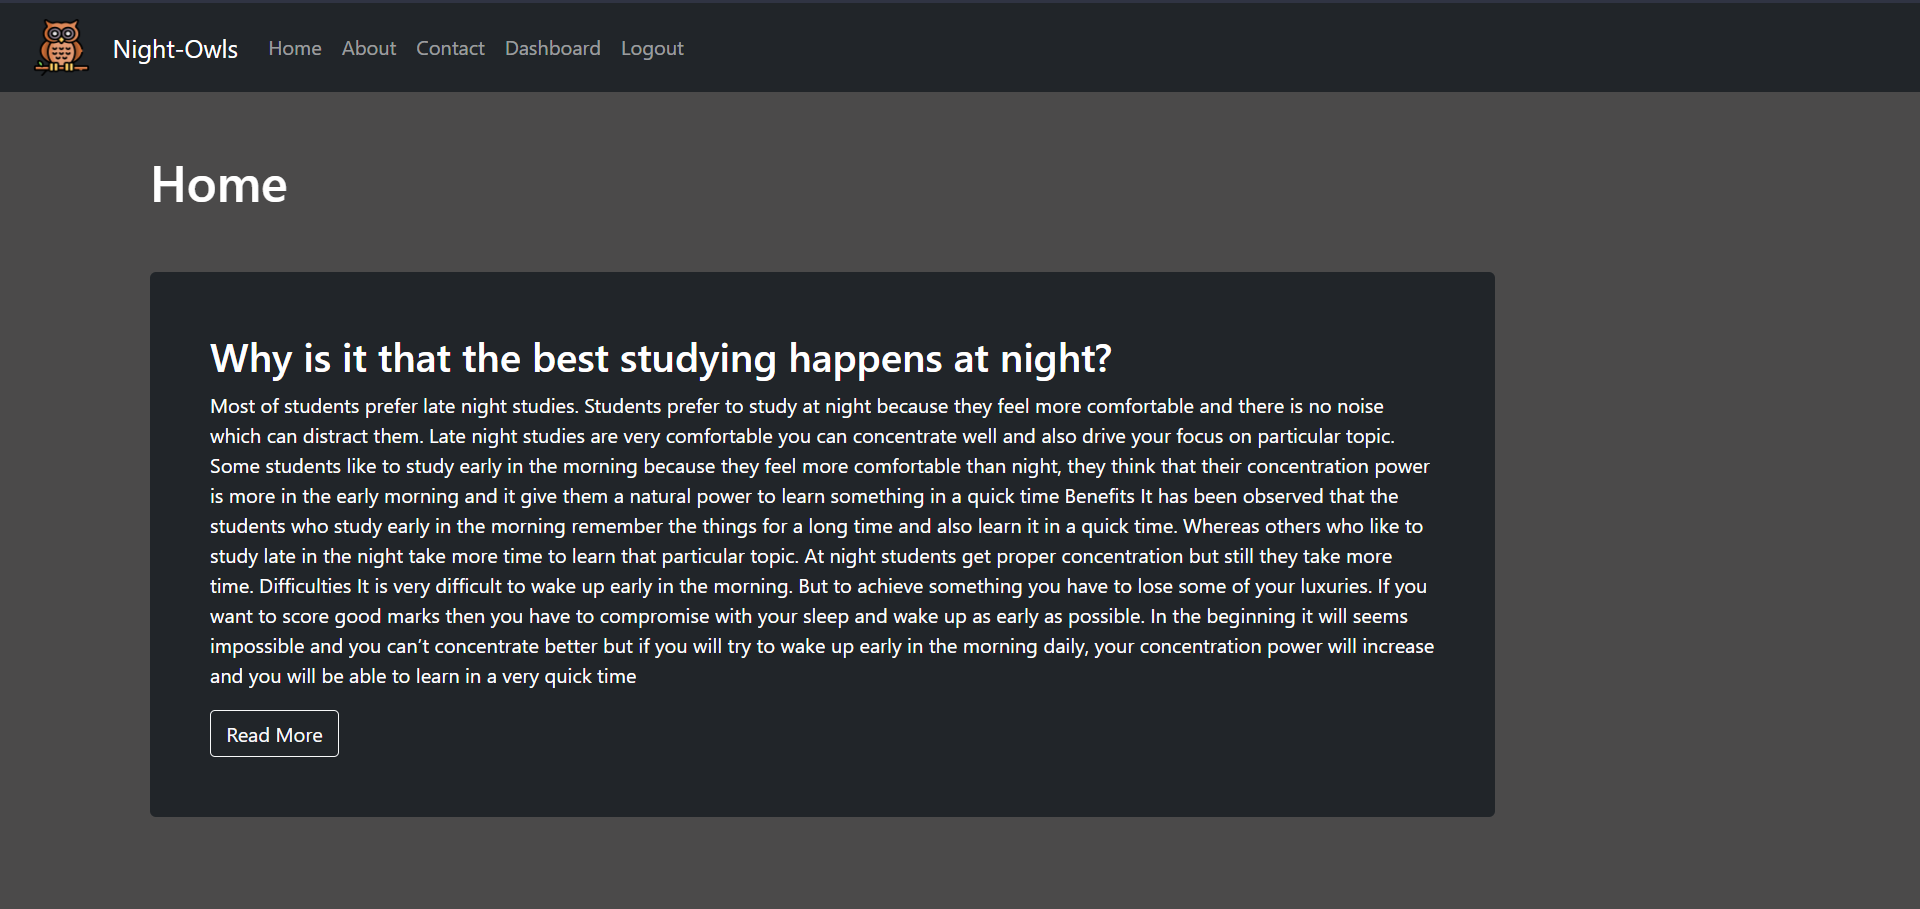 Night-Owls Home About Contact Dashboard Logout
Home
Why is it that the best studying happens at night?
Most of students prefer late night studies. Students prefer to study at night because they feel more comfortable and there is no noise
which can distract them. Late night studies are very comfortable you can concentrate well and also drive your focus on particular topic.
Some students like to study early in the morning because they feel more comfortable than night, they think that their concentration power
is more in the early morning and it give them a natural power to learn something in a quick time Benefits It has been observed that the
students who study early in the morning remember the things for a long time and also learn it in a quick time. Whereas others who like to
study late in the night take more time to learn that particular topic. At night students get proper concentration but still they take more
time. Difficulties It is very difficult to wake up early in the morning. But to achieve something you have to lose some of your luxuries. If you
want to score good marks then you have to compromise with your sleep and wake up as early as possible. In the beginning it will seems
impossible and you can’t concentrate better but if you will try to wake up early in the morning daily, your concentration power will increase
and you will be able to learn in a very quick time
Read More